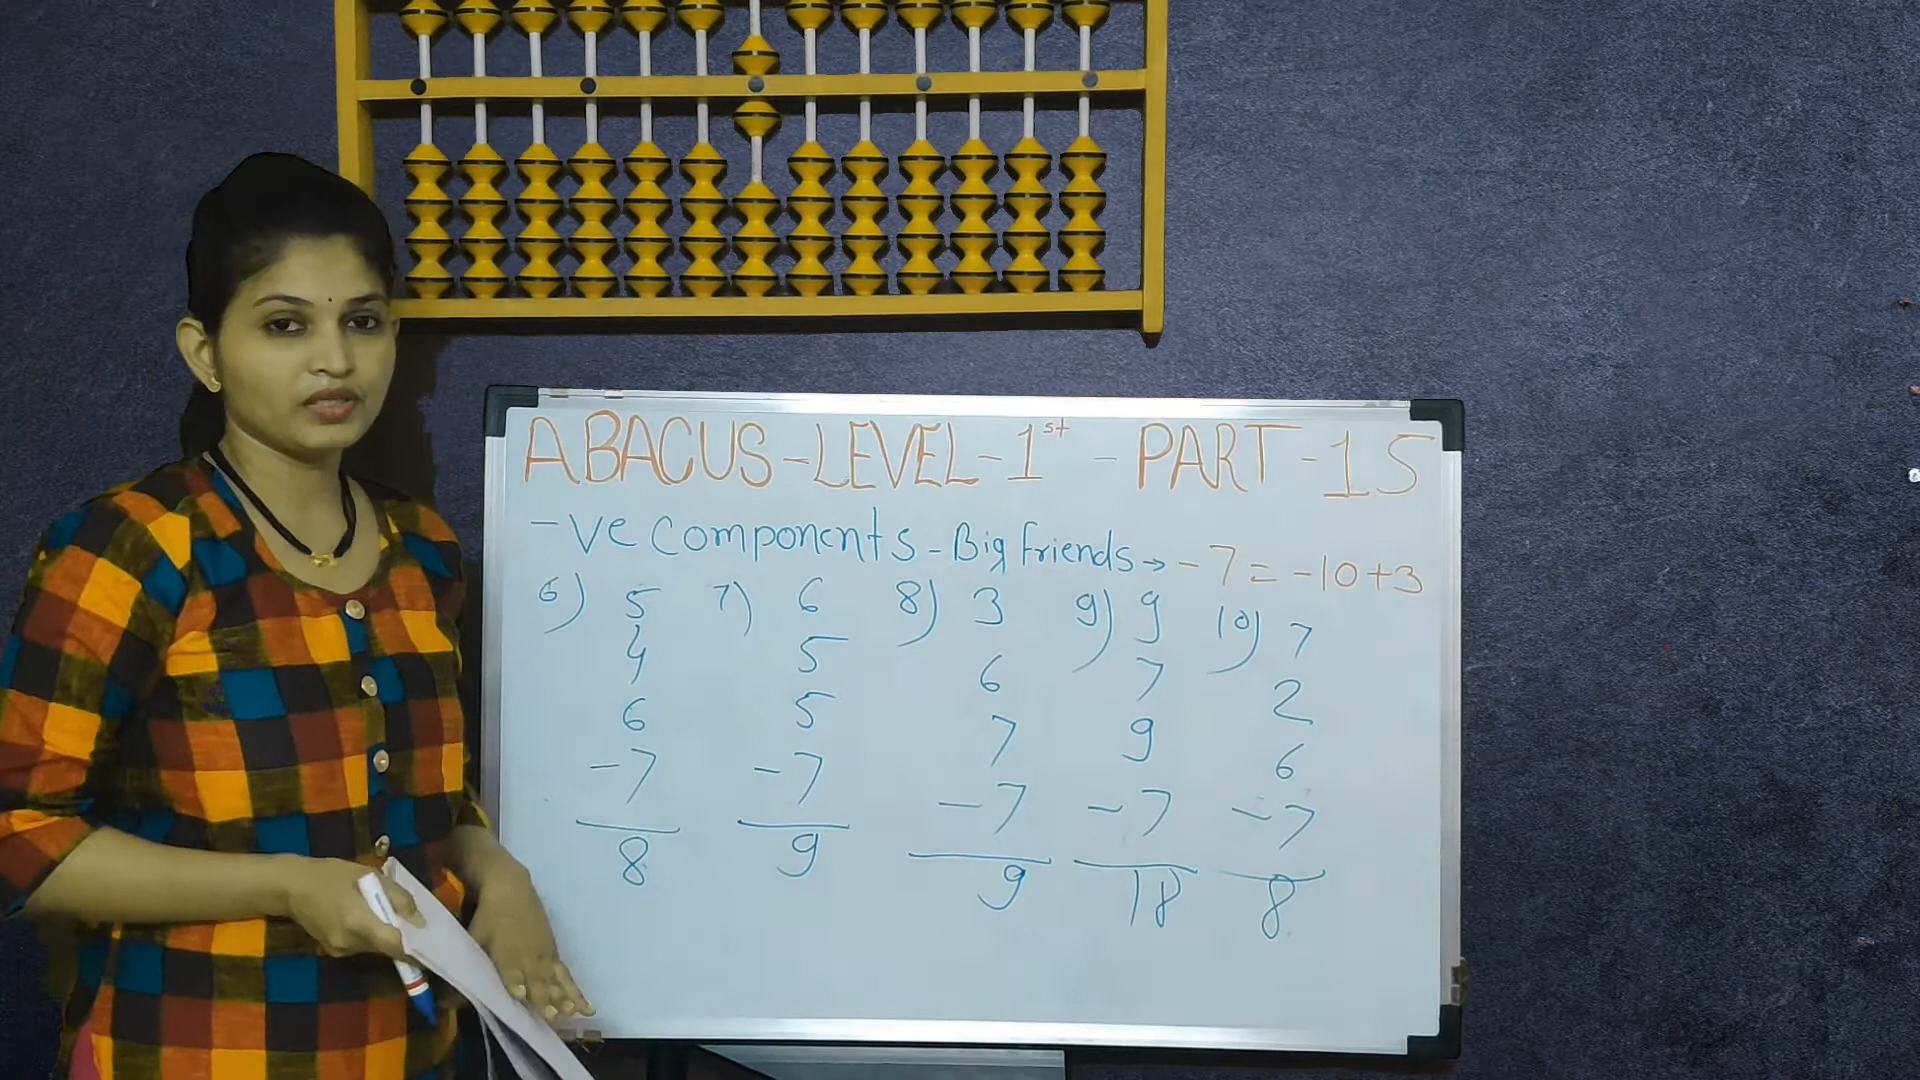 ABACUS-LEVEL-1st - PART-15
-ve components - Big friends → -7 = -10+3
6) 5 7) 6 8) 3 9) 9 10) 7
4 5 6 7 2
6 5 7 9 6
-7 -7 -7 -7 -7
8 9 9 18 8